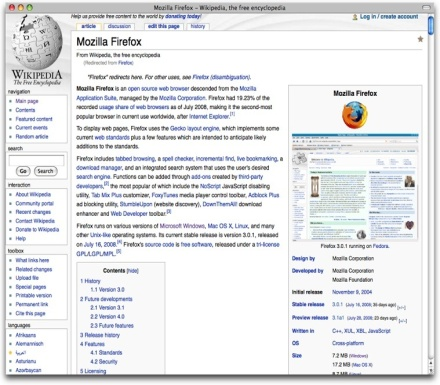 Mozilla Firefox – Wikipedia, the free encyclopedia
Help us provide free content to the world by donating today!
Log in / create account
article discussion edit this page history
Mozilla Firefox
From Wikipedia, the free encyclopedia
(Redirected from Firefox)
"Firefox" redirects here. For other uses, see Firefox (disambiguation).
Mozilla Firefox is an open source web browser descended from the Mozilla
Application Suite, managed by the Mozilla Corporation. Firefox had 19.23% of the
recorded usage share of web browsers as of July 2008, making it the second-most
popular browser in current use worldwide, after Internet Explorer.[1]
To display web pages, Firefox uses the Gecko layout engine, which implements some
current web standards plus a few features which are intended to anticipate likely
additions to the standards.
Firefox includes tabbed browsing, a spell checker, incremental find, live bookmarking, a
download manager, and an integrated search system that uses the user's desired
search engine. Functions can be added through add-ons created by third-party
developers,[2] the most popular of which include the NoScript JavaScript disabling
utility, Tab Mix Plus customizer, FoxyTunes media player control toolbar, Adblock Plus
ad blocking utility, StumbleUpon (website discovery), DownThemAll! download
enhancer and Web Developer toolbar.[3]
Firefox runs on various versions of Microsoft Windows, Mac OS X, Linux, and many
other Unix-like operating systems. Its current stable release is version 3.0.1, released
on July 16, 2008.[4] Firefox's source code is free software, released under a tri-license
GPL/LGPL/MPL.[5]
Contents [hide]
1 History
1.1 Version 3.0
2 Future developments
2.1 Version 3.1
2.2 Version 4.0
2.3 Future features
3 Release history
4 Features
4.1 Standards
4.2 Security
5 Licensing
Mozilla Firefox
Firefox 3.0.1 running on Fedora.
Design by Mozilla Corporation
Developed by Mozilla Corporation
Mozilla Foundation
Initial release November 9, 2004
Stable release 3.0.1 (July 16, 2008; 35 days ago) [+/-]
Preview release 3.1a1 (July 28, 2008; 23 days ago) [+/-]
Written in C++, XUL, XBL, JavaScript
OS Cross-platform
Size 7.2 MB (Windows)
17.2 MB (Macintosh)
WIKIPEDIA
The Free Encyclopedia
navigation
Main page
Contents
Featured content
Current events
Random article
search
Go Search
interaction
About Wikipedia
Community portal
Recent changes
Contact Wikipedia
Donate to Wikipedia
Help
toolbox
What links here
Related changes
Upload file
Special pages
Printable version
Permanent link
Cite this page
languages
Afrikaans
Alemannisch
العربية
Asturianu
Azərbaycan